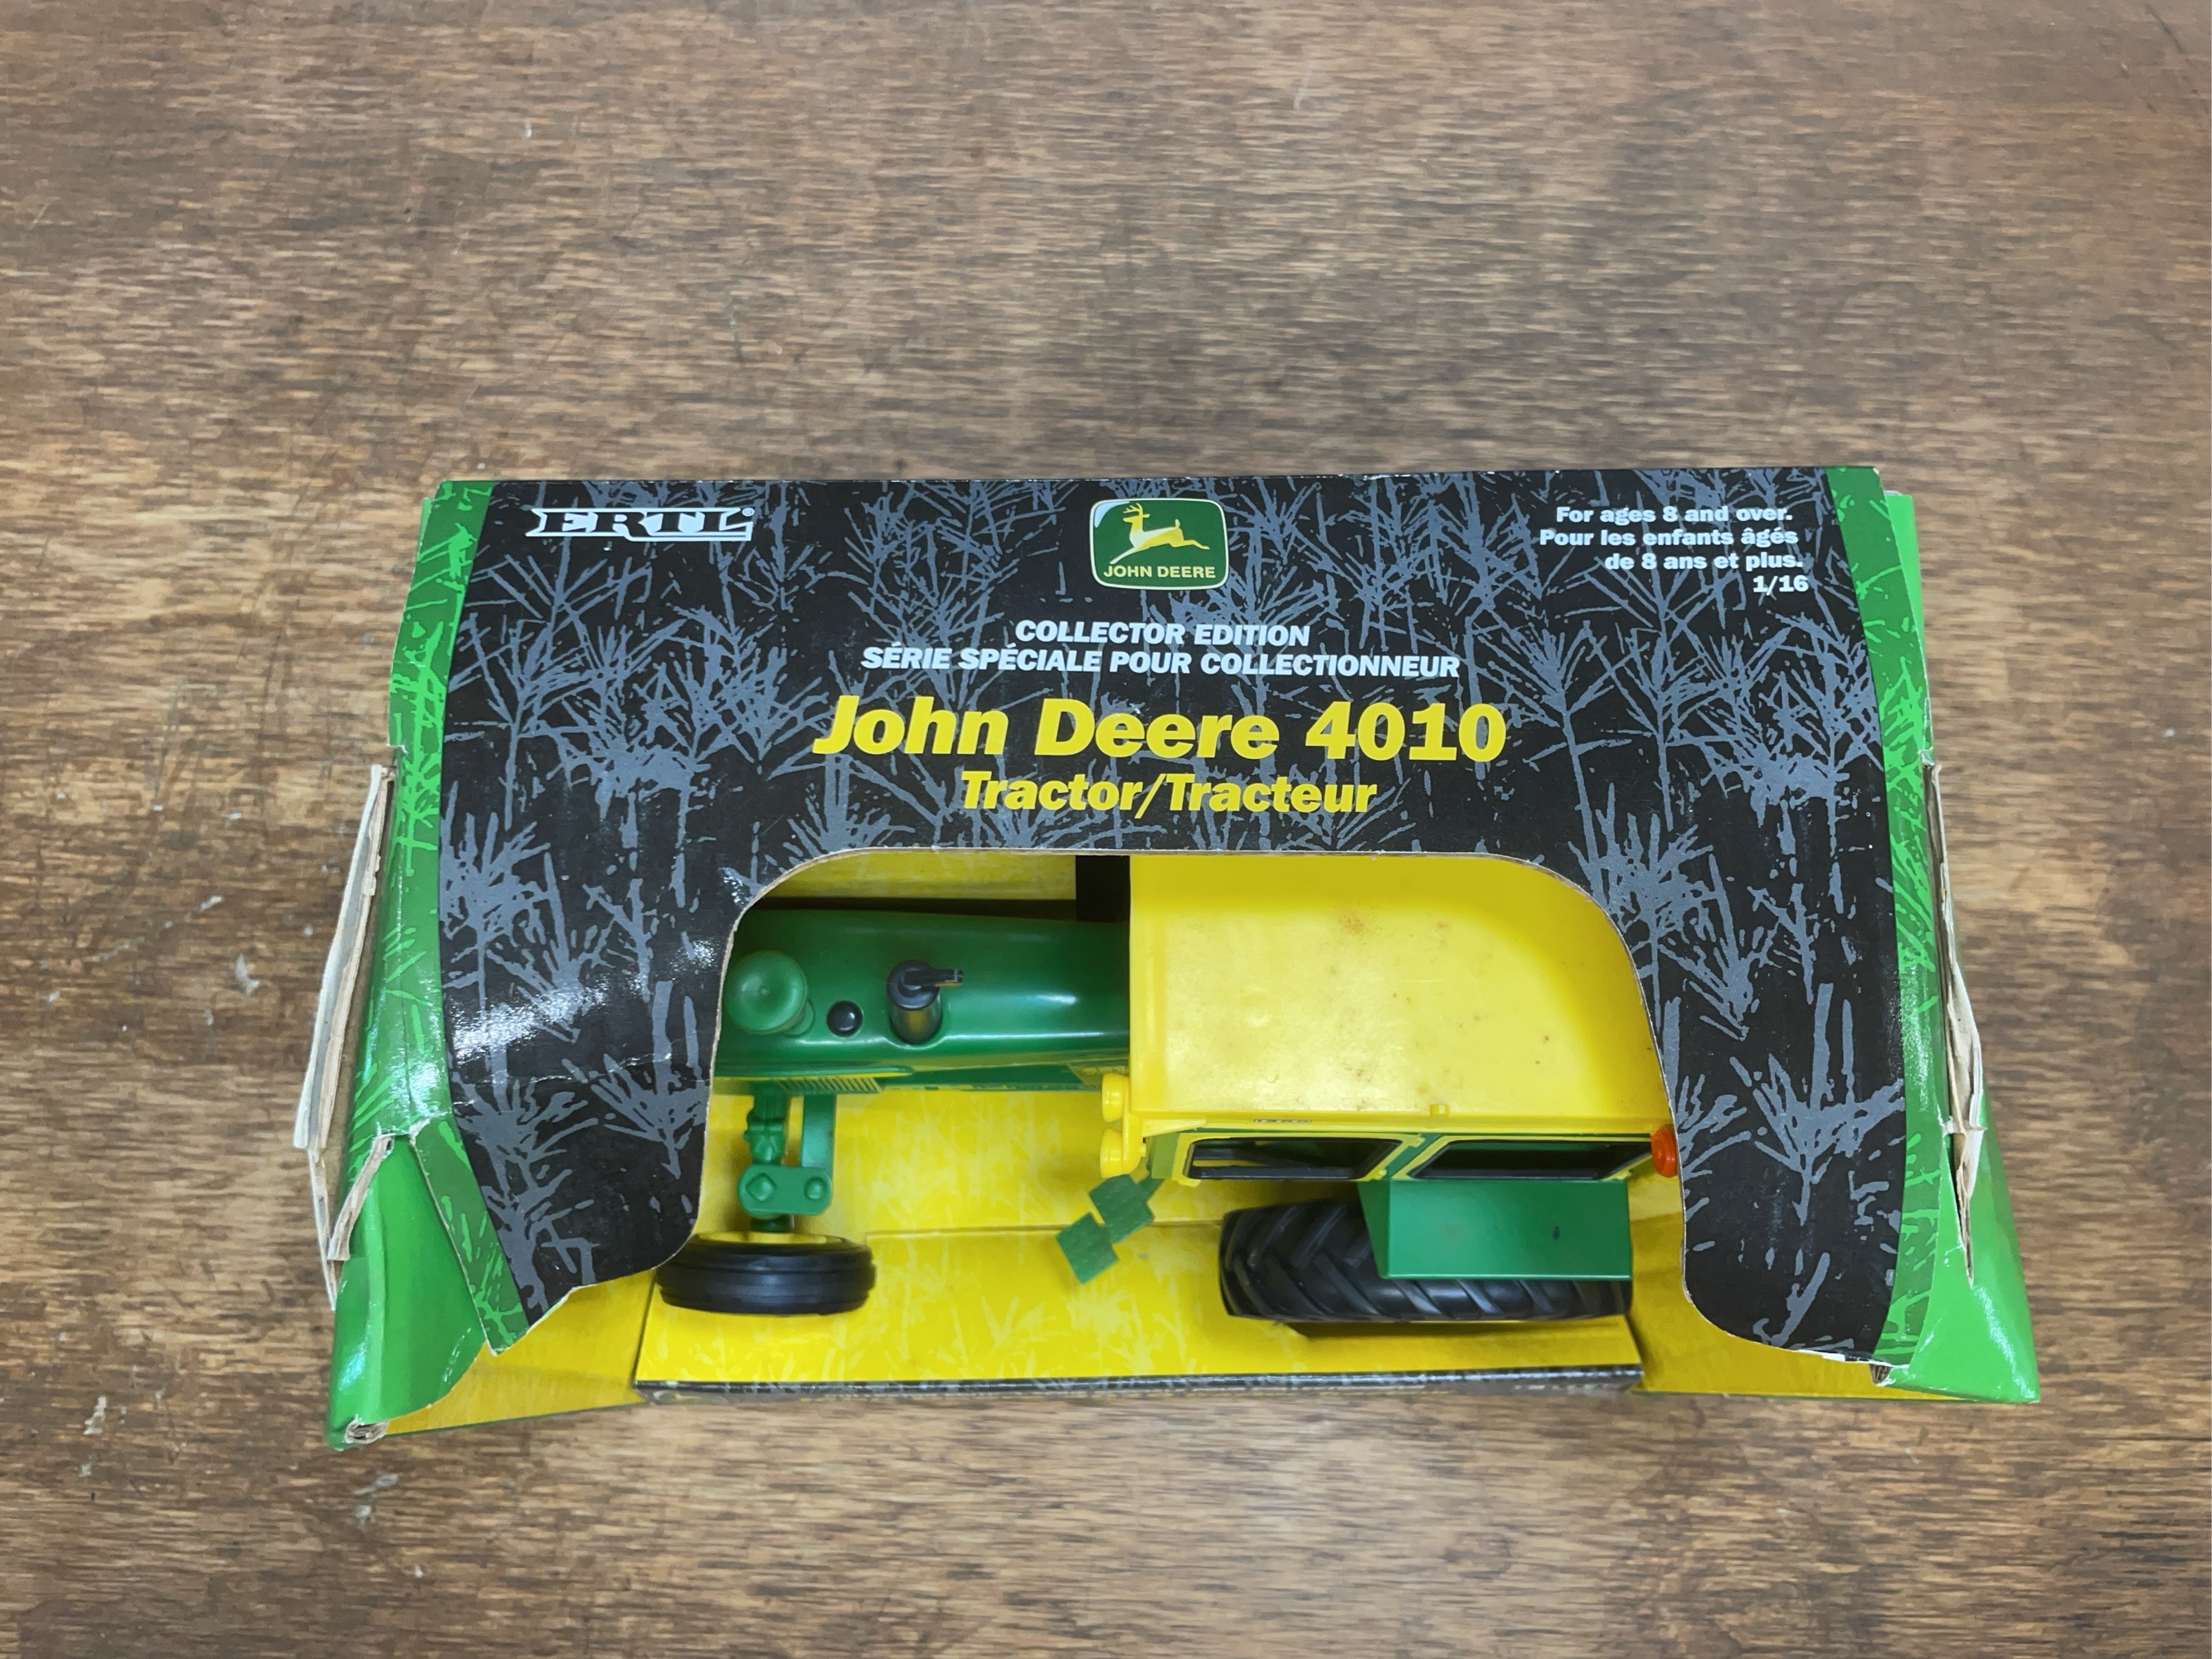 ERTL®
JOHN DEERE
For ages 8 and over.
Pour les enfants âgés
de 8 ans et plus.
1/16
COLLECTOR EDITION
SÉRIE SPÉCIALE POUR COLLECTIONNEUR
John Deere 4010
Tractor/Tracteur